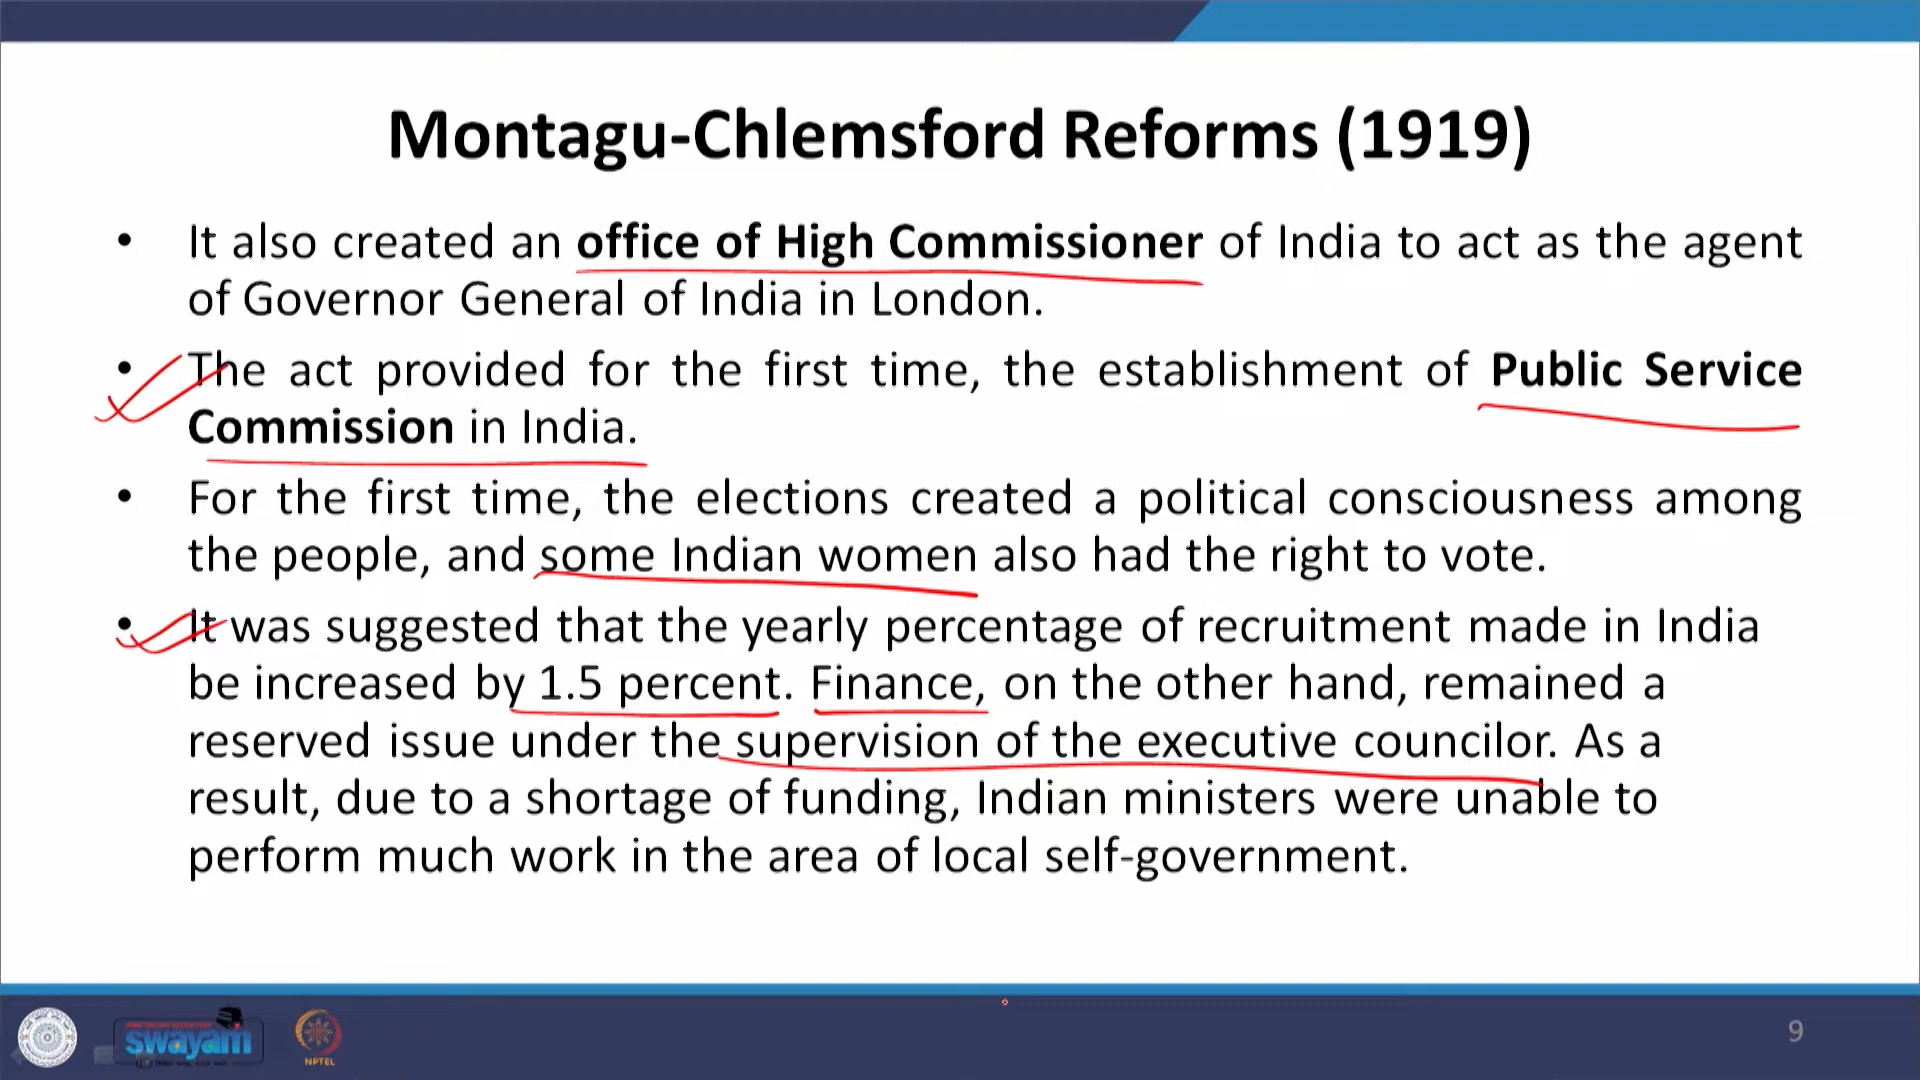 Montagu-Chlemsford Reforms (1919)
• It also created an office of High Commissioner of India to act as the agent
of Governor General of India in London.
• The act provided for the first time, the establishment of Public Service
Commission in India.
• For the first time, the elections created a political consciousness among
the people, and some Indian women also had the right to vote.
• It was suggested that the yearly percentage of recruitment made in India
be increased by 1.5 percent. Finance, on the other hand, remained a
reserved issue under the supervision of the executive councilor. As a
result, due to a shortage of funding, Indian ministers were unable to
perform much work in the area of local self-government.
swayam
NPTEL
9